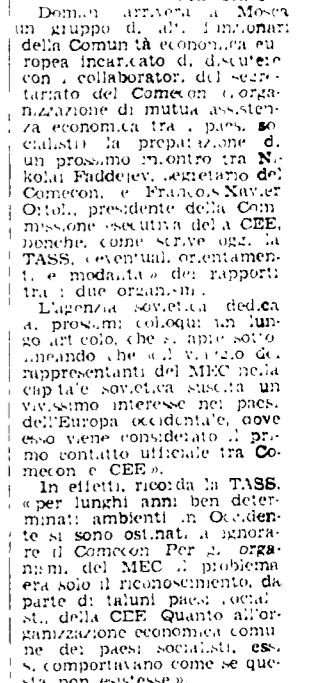 Domani arriverà a Mosca
un gruppo di alti funzionari
della Comunità economica eu-
ropea incaricato di discutere
con i collaboratori del segre-
tariato del Comecon (organ-
nizzazione di mutua assisten-
za economica tra i paesi so-
cialisti) la preparazione di
un prossimo incontro tra Ni-
kolai Faddejev, segretario del
Comecon, e François Xavier
Ortoli, presidente della Com-
missione esecutiva della CEE,
nonché, come scrive oggi la
TASS, «eventuali orientamen-
ti e modalità» dei rapporti
tra i due organismi.
L'agenzia sovietica dedica
ai prossimi colloqui un lun-
go articolo, che si apre sotto-
lineando che «il viaggio dei
rappresentanti del MEC nella
capitale sovietica suscita un
vivissimo interesse nei paesi
dell'Europa occidentale, dove
esso viene considerato il pri-
mo contatto ufficiale tra Co-
mecon e CEE».
In effetti, ricorda la TASS,
«per lunghi anni ben deter-
minati ambienti in Occiden-
te si sono ostinati a ignora-
re il Comecon Per gli orga-
nismi del MEC il problema
era solo il riconoscimento, da
parte di taluni paesi sociali-
sti, della CEE Quanto all'or-
ganizzazione economica comu-
ne dei paesi socialisti, es-
si si comportavano come se que-
sta non esistesse».